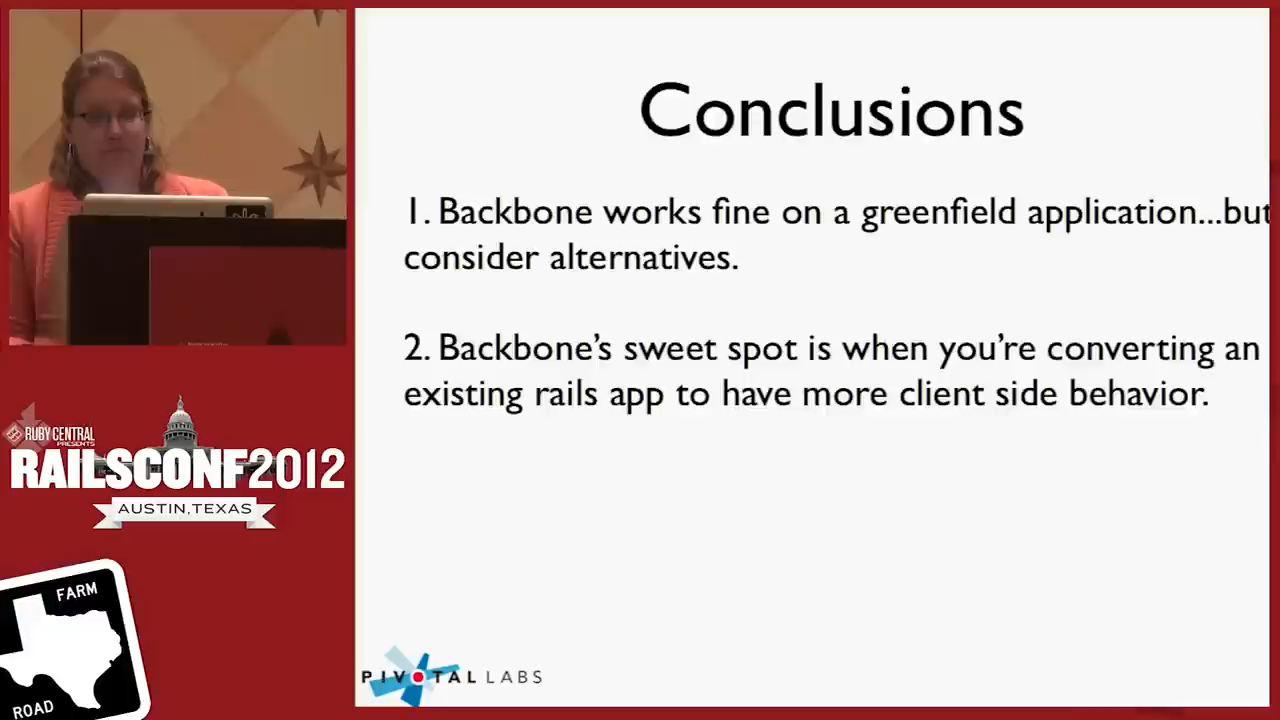 Conclusions
1. Backbone works fine on a greenfield application...but
consider alternatives.
2. Backbone's sweet spot is when you're converting an
existing rails app to have more client side behavior.
RUBY CENTRAL
PRESENTS
RAILSCONF2012
AUSTIN, TEXAS
FARM
ROAD
PIVOTAL LABS